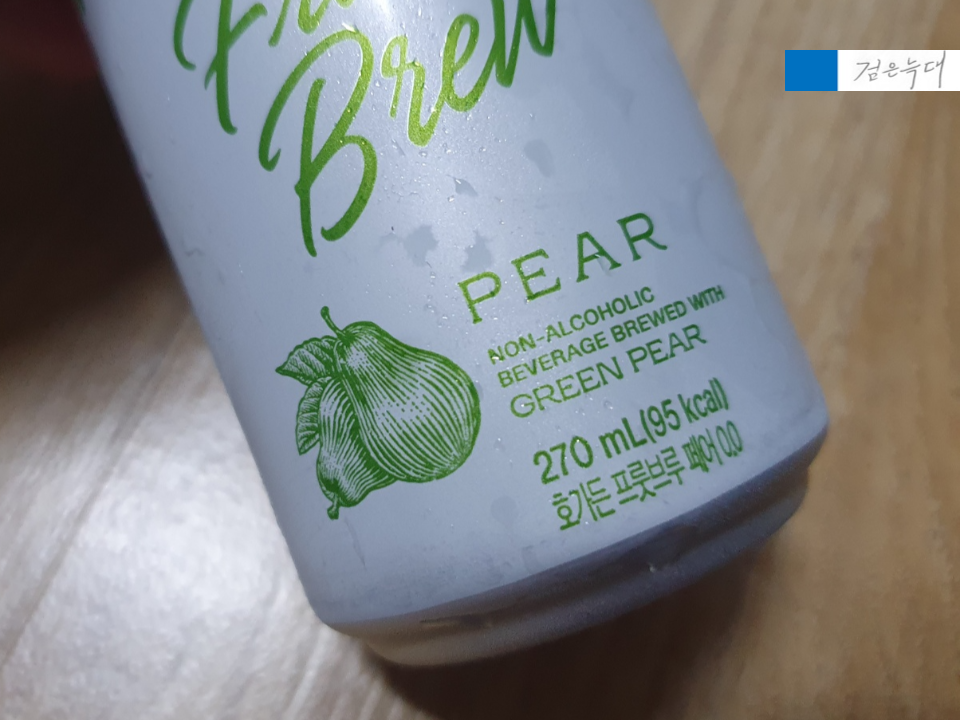 Brew
PEAR
NON-ALCOHOLIC
BEVERAGE BREWED WITH
GREEN PEAR
270 mL(95 kcal)
호가든 프룻브루 페어 0.0
검은늑대